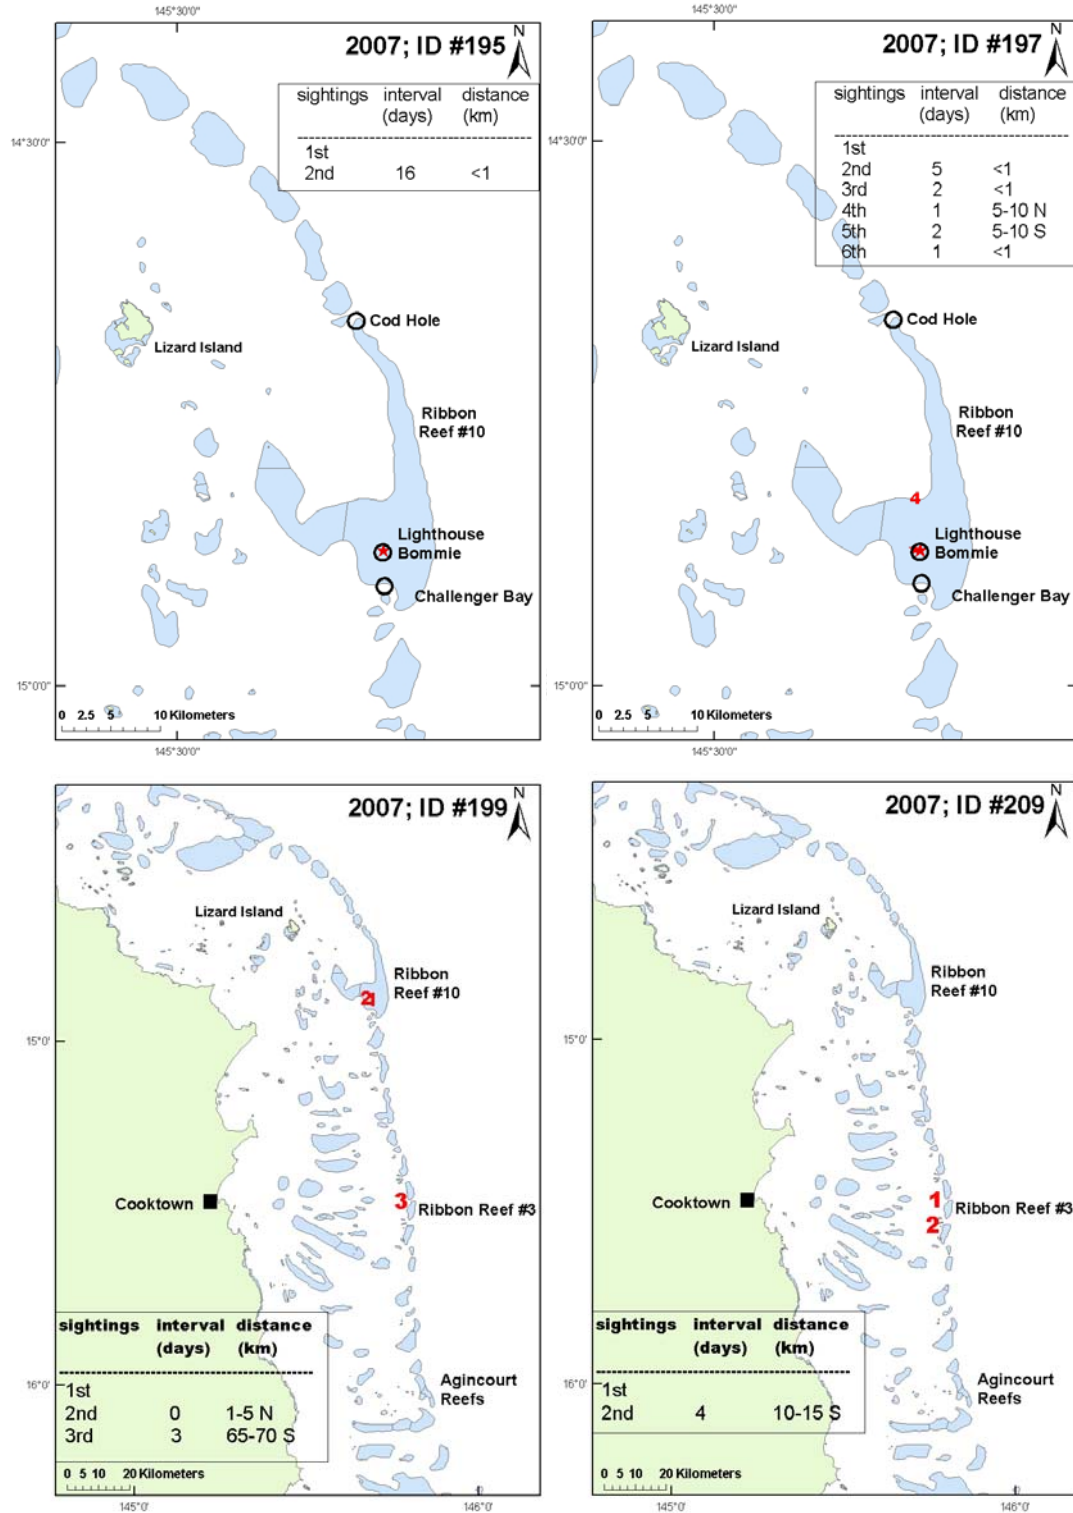 145°30'0"
2007; ID #195
N
sightings interval distance
(days) (km)
1st
2nd 16 <1
14°30'0"
Cod Hole
Lizard Island
Ribbon
Reef #10
Lighthouse
Bommie
Challenger Bay
15°0'0"
0 2.5 5 10 Kilometers
145°30'0"
145°30'0"
2007; ID #197
N
sightings interval distance
(days) (km)
1st
2nd 5 <1
3rd 2 <1
4th 1 5-10 N
5th 2 5-10 S
6th 1 <1
14°30'0"
Cod Hole
Lizard Island
Ribbon
Reef #10
4
Lighthouse
Bommie
Challenger Bay
15°0'0"
0 2.5 5 10 Kilometers
145°30'0"
2007; ID #199
N
Lizard Island
Ribbon
Reef #10
21
15°0'
Cooktown
3
Ribbon Reef #3
sightings interval distance
(days) (km)
1st
2nd 0 1-5 N
3rd 3 65-70 S
16°0'
Agincourt
Reefs
0 5 10 20 Kilometers
145°0'
146°0'
2007; ID #209
N
Lizard Island
Ribbon
Reef #10
15°0'
Cooktown
1
Ribbon Reef #3
2
sightings interval distance
(days) (km)
1st
2nd 4 10-15 S
16°0'
Agincourt
Reefs
0 5 10 20 Kilometers
145°0'
146°0'